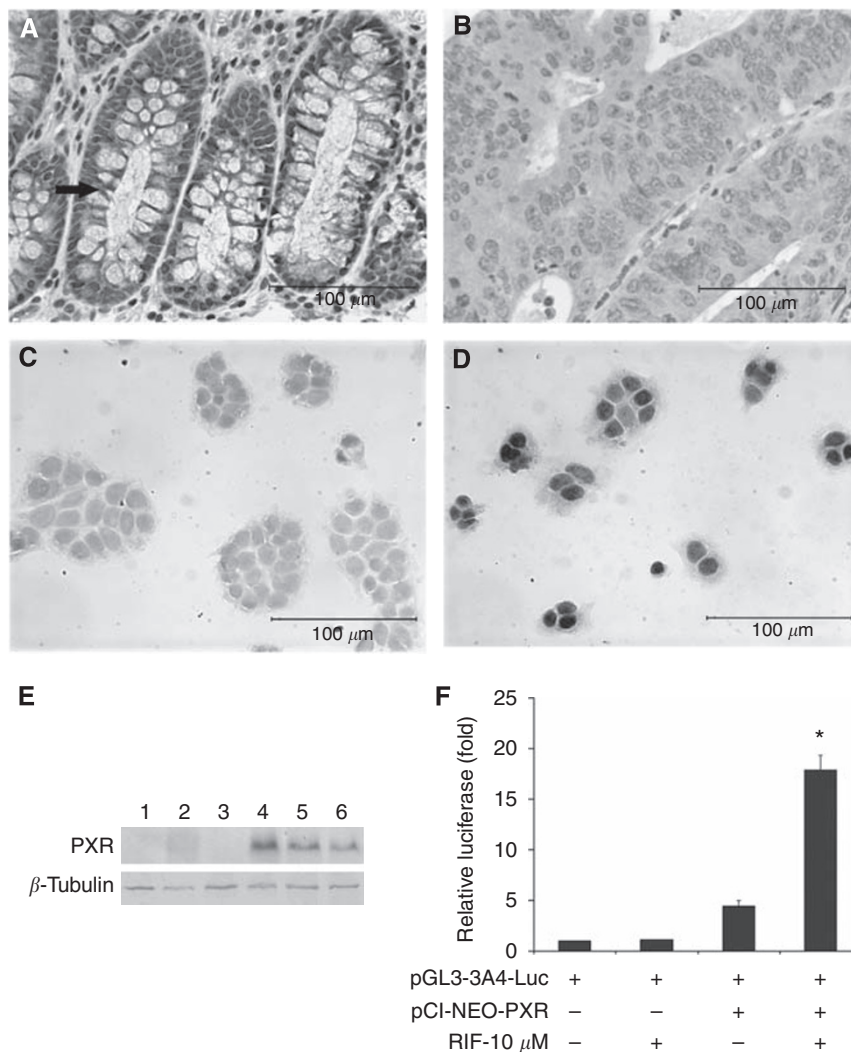 A
B
100 μm
100 μm
C
D
100 μm
100 μm
E
1 2 3 4 5 6
PXR
β-Tubulin
F
Relative luciferase (fold)
25
20
15
10
5
0
*
pGL3-3A4-Luc + + + +
pCI-NEO-PXR – – + +
RIF-10 μM – + – +